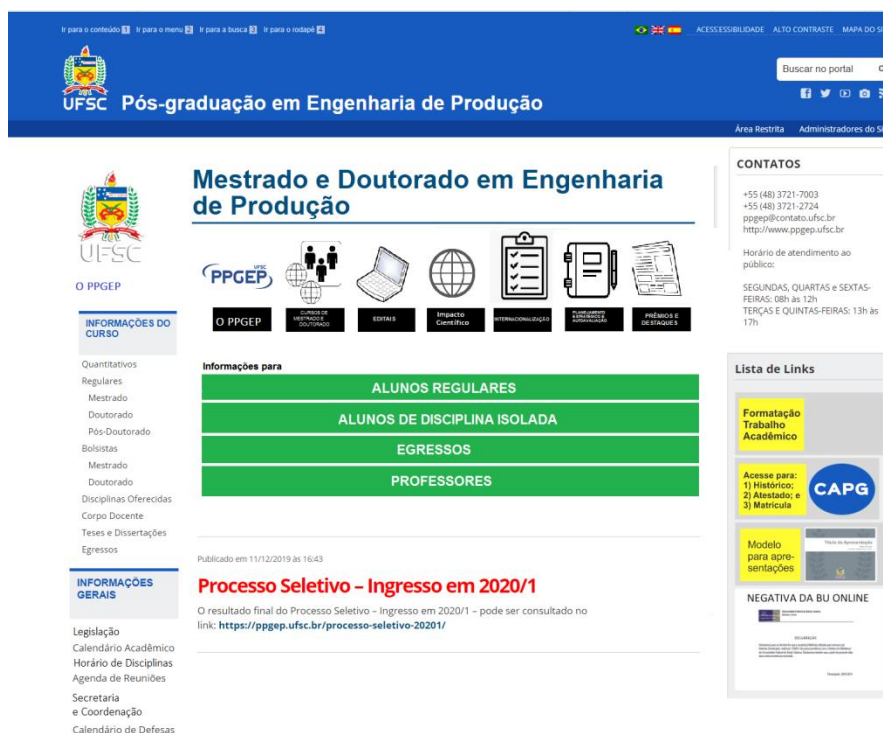 Ir para o conteúdo 1 Ir para o menu 2 Ir para a busca 3 Ir para o rodapé 4
ACESSESSIBILIDADE ALTO CONTRASTE MAPA DO SI
Buscar no portal
UFSC Pós-graduação em Engenharia de Produção
Área Restrita Administradores do Si
UFSC
O PPGEP
INFORMAÇÕES DO
CURSO
Quantitativos
Regulares
Mestrado
Doutorado
Pós-Doutorado
Bolsistas
Mestrado
Doutorado
Disciplinas Oferecidas
Corpo Docente
Teses e Dissertações
Egressos
INFORMAÇÕES
GERAIS
Legislação
Calendário Acadêmico
Horário de Disciplinas
Agenda de Reuniões
Secretaria
e Coordenação
Calendário de Defesas
Mestrado e Doutorado em Engenharia
de Produção
UFSC
PPGEP
O PPGEP
CURSOS DE
MESTRADO E
DOUTORADO
EDITAIS
Impacto
Científico
INTERNACIONALIZAÇÃO
PLANEJAMENTO
ESTRATÉGICO E
AUTOAVALIAÇÃO
PRÊMIOS E
DESTAQUES
Informações para
ALUNOS REGULARES
ALUNOS DE DISCIPLINA ISOLADA
EGRESSOS
PROFESSORES
Publicado em 11/12/2019 às 16:43
Processo Seletivo – Ingresso em 2020/1
O resultado final do Processo Seletivo – Ingresso em 2020/1 – pode ser consultado no
link: https://ppgep.ufsc.br/processo-seletivo-20201/
CONTATOS
+55 (48) 3721-7003
+55 (48) 3721-2724
ppgep@contato.ufsc.br
http://www.ppgep.ufsc.br
Horário de atendimento ao
público:
SEGUNDAS, QUARTAS e SEXTAS-
FEIRAS: 08h às 12h
TERÇAS E QUINTAS-FEIRAS: 13h às
17h
Lista de Links
Formatação
Trabalho
Acadêmico
Acesse para:
1) Histórico;
2) Atestado; e
3) Matrícula
CAPG
Modelo
para apre-
sentações
Título da Apresentação
NEGATIVA DA BU ONLINE
DECLARAÇÃO